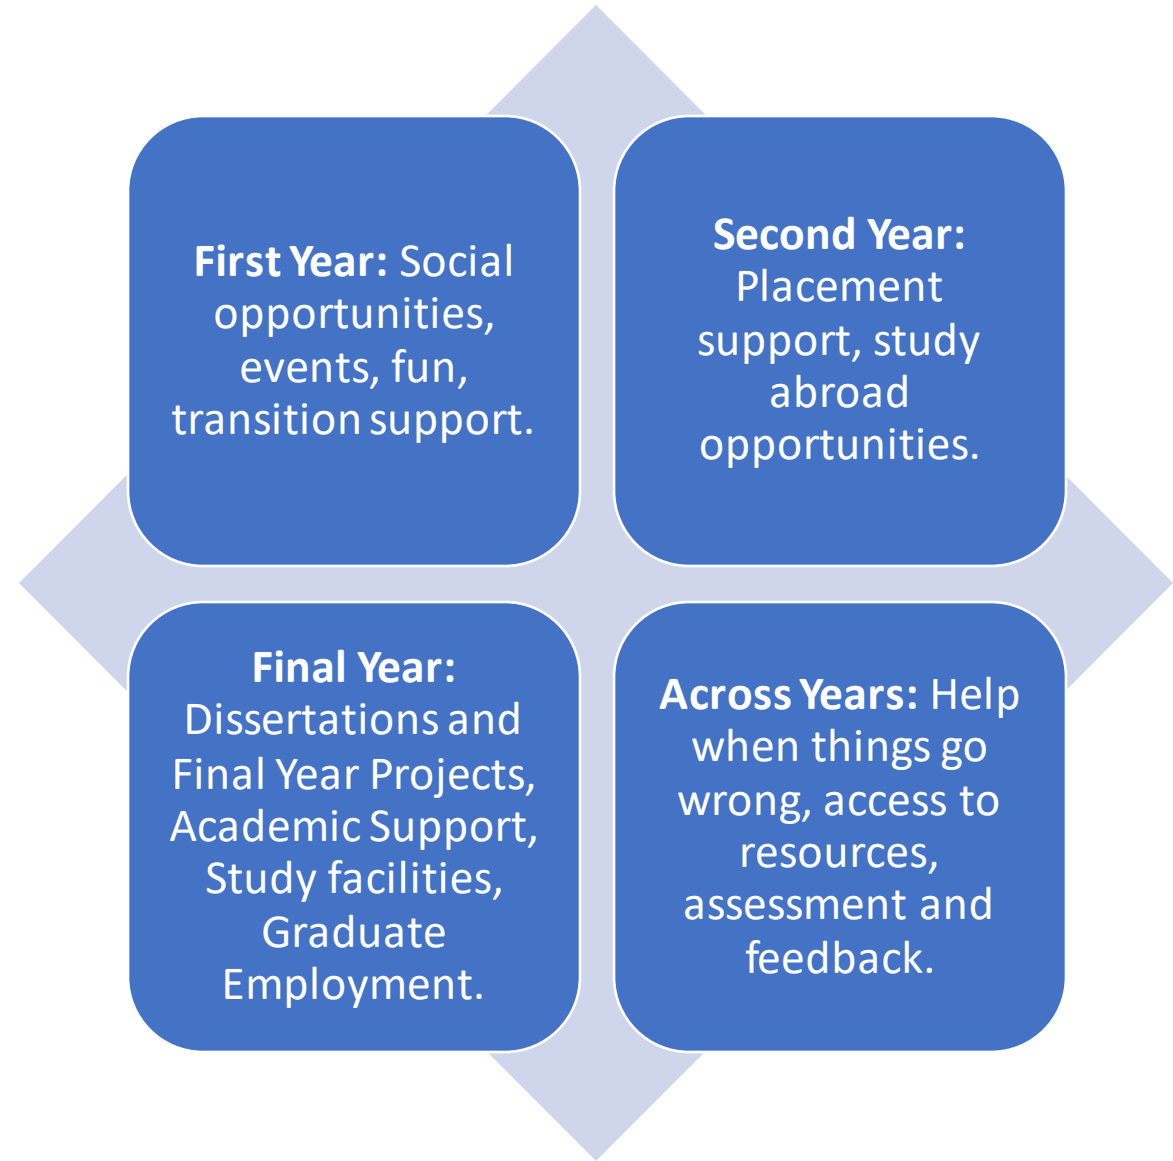 First Year: Social
opportunities,
events, fun,
transition support.
Second Year:
Placement
support, study
abroad
opportunities.
Final Year:
Dissertations and
Final Year Projects,
Academic Support,
Study facilities,
Graduate
Employment.
Across Years: Help
when things go
wrong, access to
resources,
assessment and
feedback.